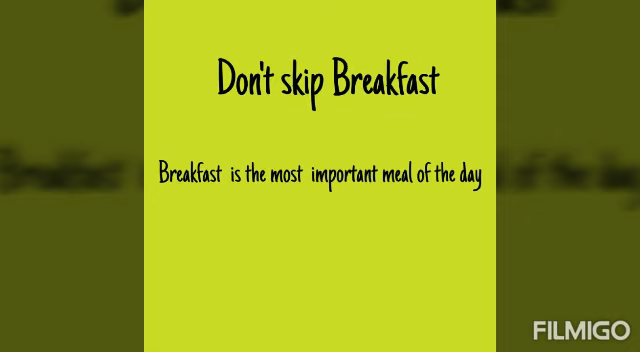 Don't skip Breakfast
Breakfast is the most important meal of the day
FILMIGO